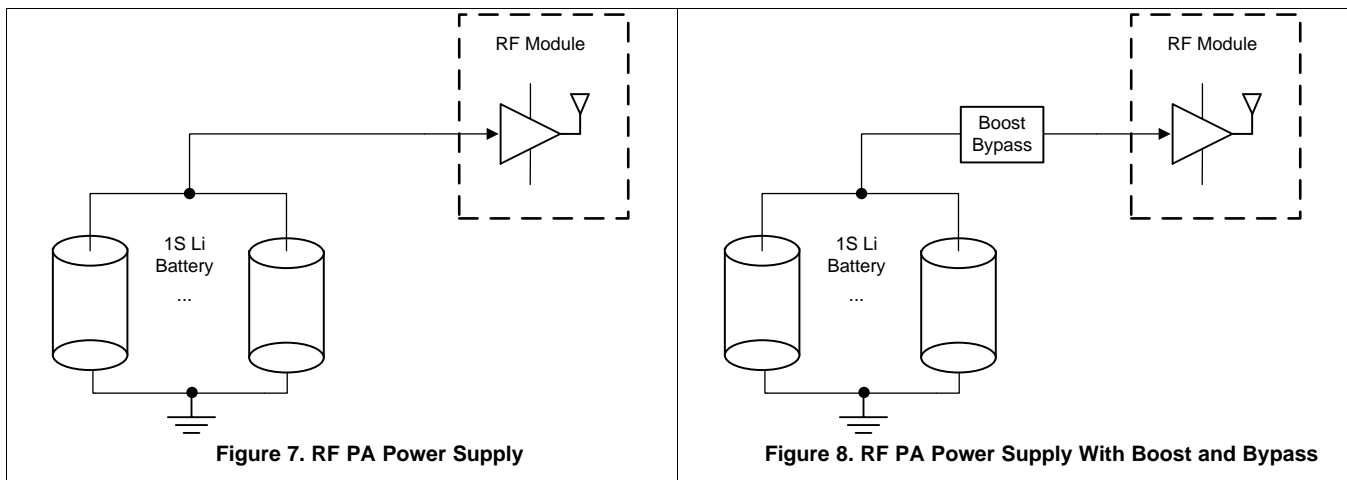 RF Module
1S Li
Battery
...
Figure 7. RF PA Power Supply
RF Module
Boost
Bypass
1S Li
Battery
...
Figure 8. RF PA Power Supply With Boost and Bypass